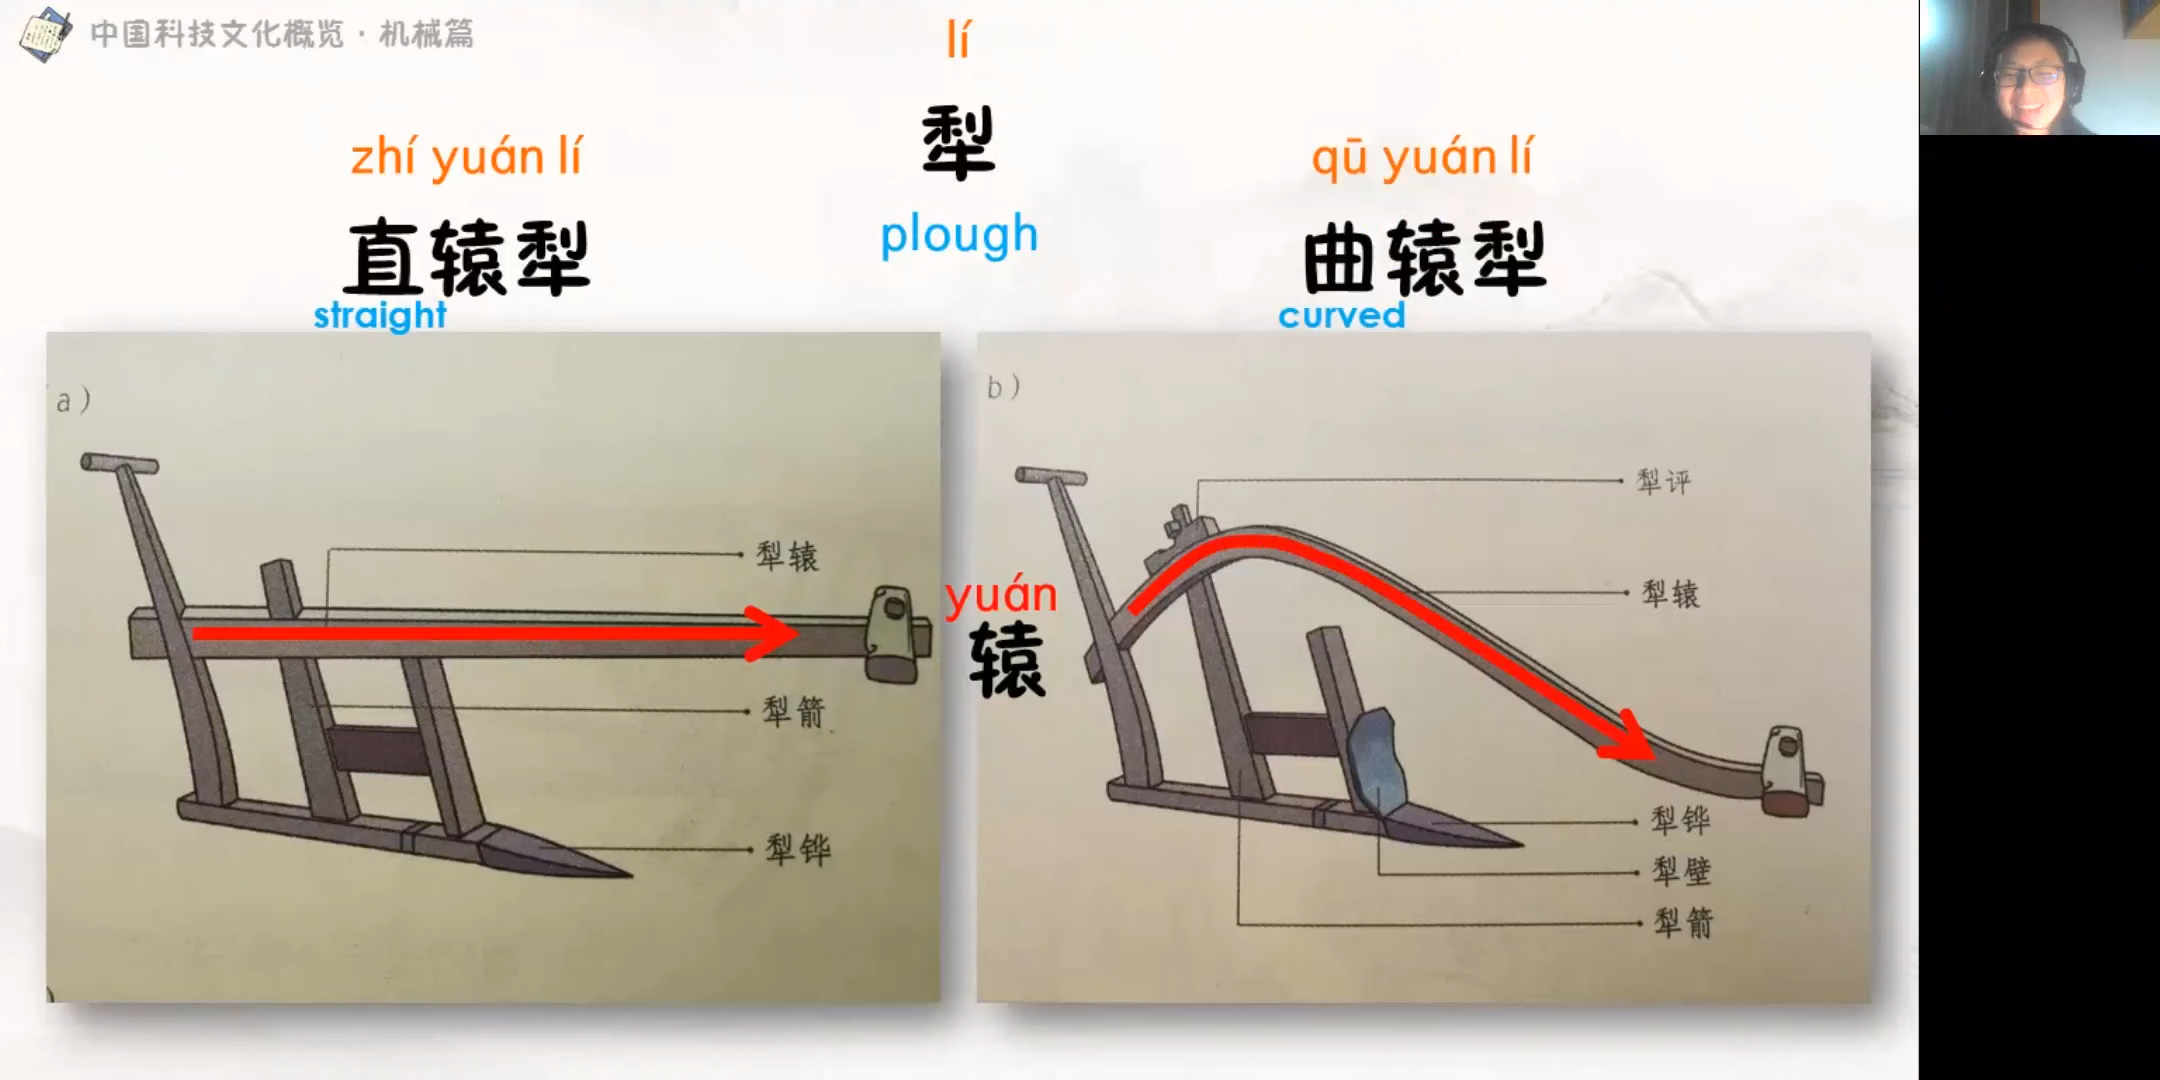 中国科技文化概览·机械篇
lí
犁
plough
zhí yuán lí
直辕犁
straight
qū yuán lí
曲辕犁
curved
a)
犁辕
犁箭
犁铧
yuán
辕
b)
犁评
犁辕
犁铧
犁壁
犁箭